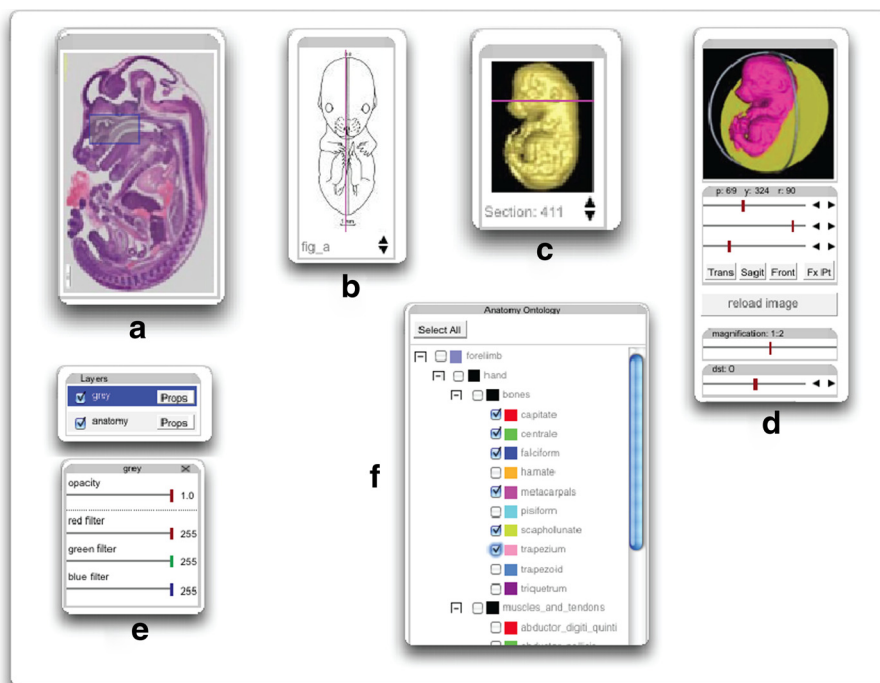 a
fig_a
b
Section: 411
c
p: 69 y: 324 r: 90
Trans Sagit Front Fx Pt
reload image
magnification: 1:2
dst: 0
d
Layers
grey Props
anatomy Props
grey
opacity
1.0
red filter
255
green filter
255
blue filter
255
e
f
Anatomy Ontology
Select All
forelimb
hand
bones
capitate
centrale
falciform
hamate
metacarpals
pisiform
scapholunate
trapezium
trapezoid
triquetrum
muscles_and_tendons
abductor_digiti_quinti